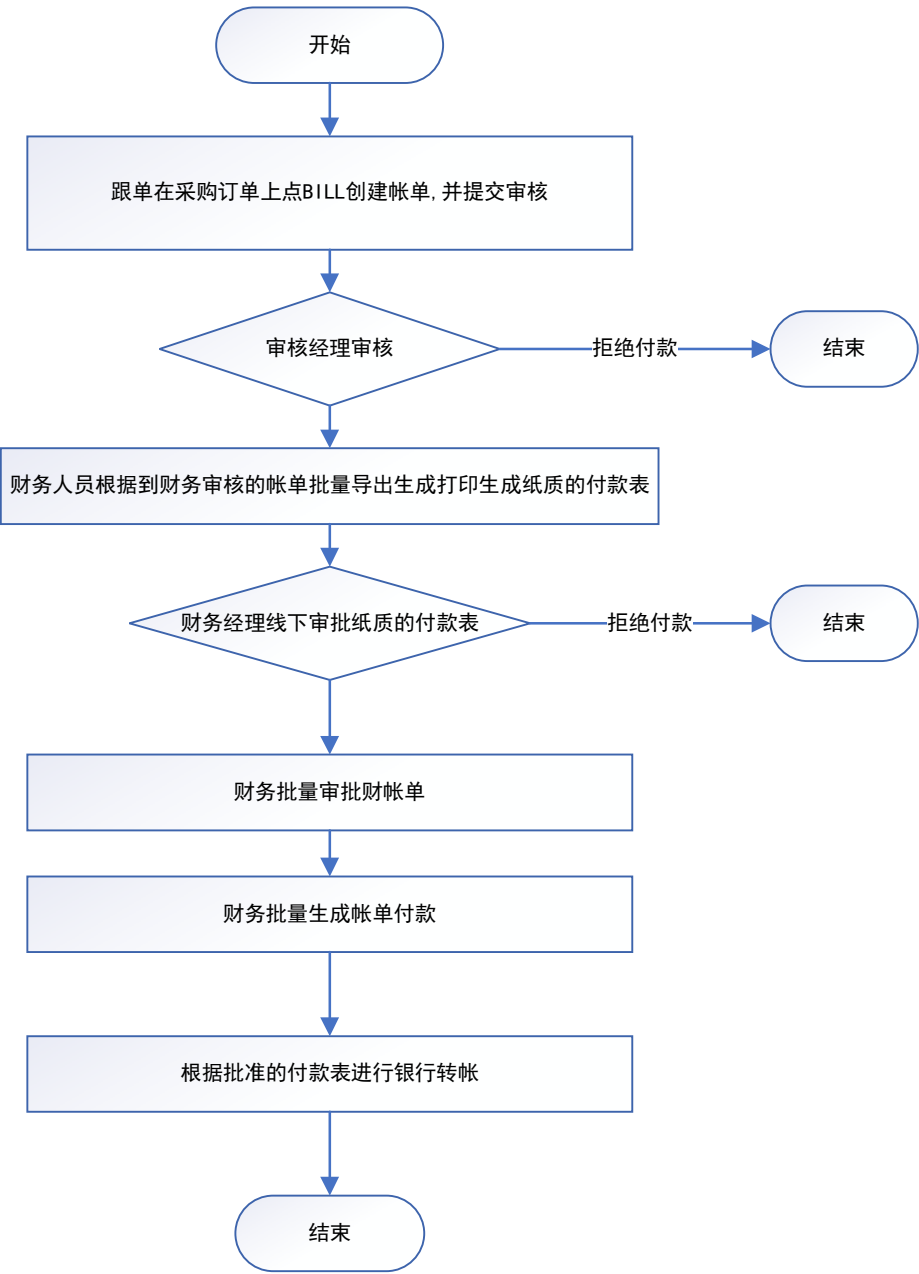 开始
跟单在采购订单上点BILL创建帐单,并提交审核
审核经理审核
拒绝付款
结束
财务人员根据到财务审核的帐单批量导出生成打印生成纸质的付款表
财务经理线下审批纸质的付款表
拒绝付款
结束
财务批量审批财帐单
财务批量生成帐单付款
根据批准的付款表进行银行转帐
结束